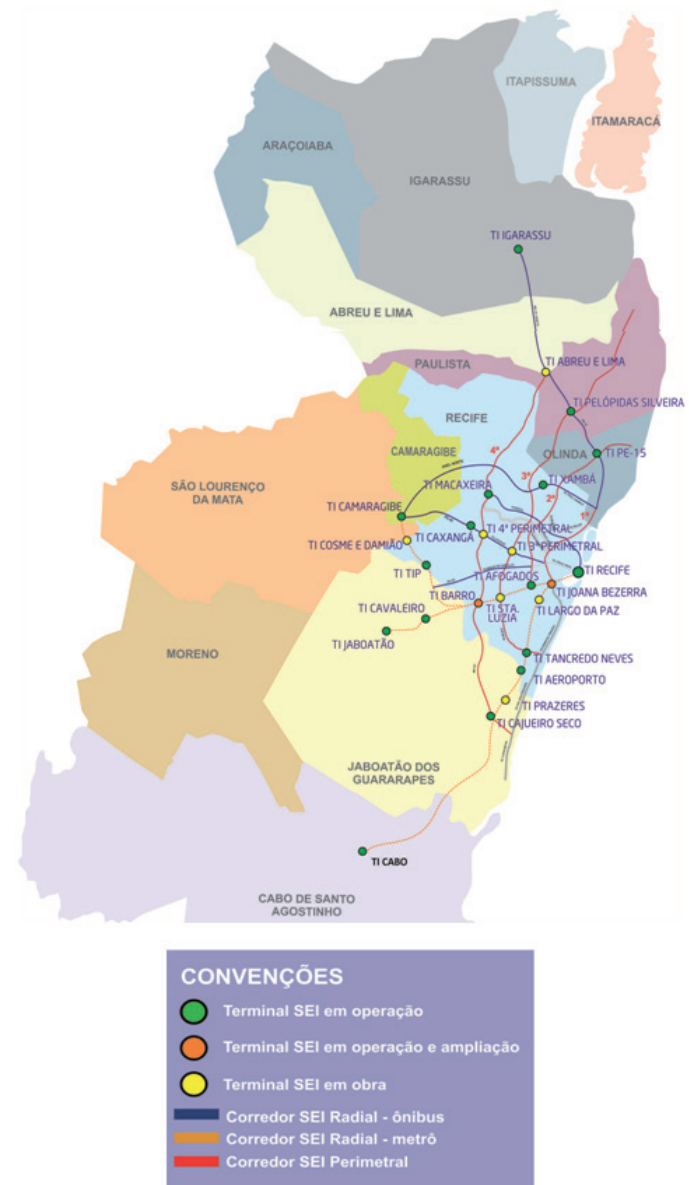 ITAPISSUMA
ITAMARACÁ
ARAÇOIABA
IGARASSU
TI IGARASSU
ABREU E LIMA
TI ABREU E LIMA
PAULISTA
TI PELÓPIDAS SILVEIRA
RECIFE
4ª
CAMARAGIBE
OLINDA
TI PE-15
3ª
TI XAMBÁ
TI MACAXEIRA
2ª
SÃO LOURENÇO
DA MATA
TI CAMARAGIBE
1ª
TI CAXANGÁ
TI 4ª PERIMETRAL
TI COSME E DAMIÃO
TI 3ª PERIMETRAL
TI TIP
TI AFOGADOS
TI RECIFE
TI JOANA BEZERRA
TI BARRO
TI STA.
LUZIA
TI LARGO DA PAZ
TI CAVALEIRO
TI JABOATÃO
MORENO
TI TANCREDO NEVES
TI AEROPORTO
TI PRAZERES
TI CAJUEIRO SECO
JABOATÃO DOS
GUARARAPES
TI CABO
CABO DE SANTO
AGOSTINHO
CONVENÇÕES
Terminal SEI em operação
Terminal SEI em operação e ampliação
Terminal SEI em obra
Corredor SEI Radial - ônibus
Corredor SEI Radial - metrô
Corredor SEI Perimetral